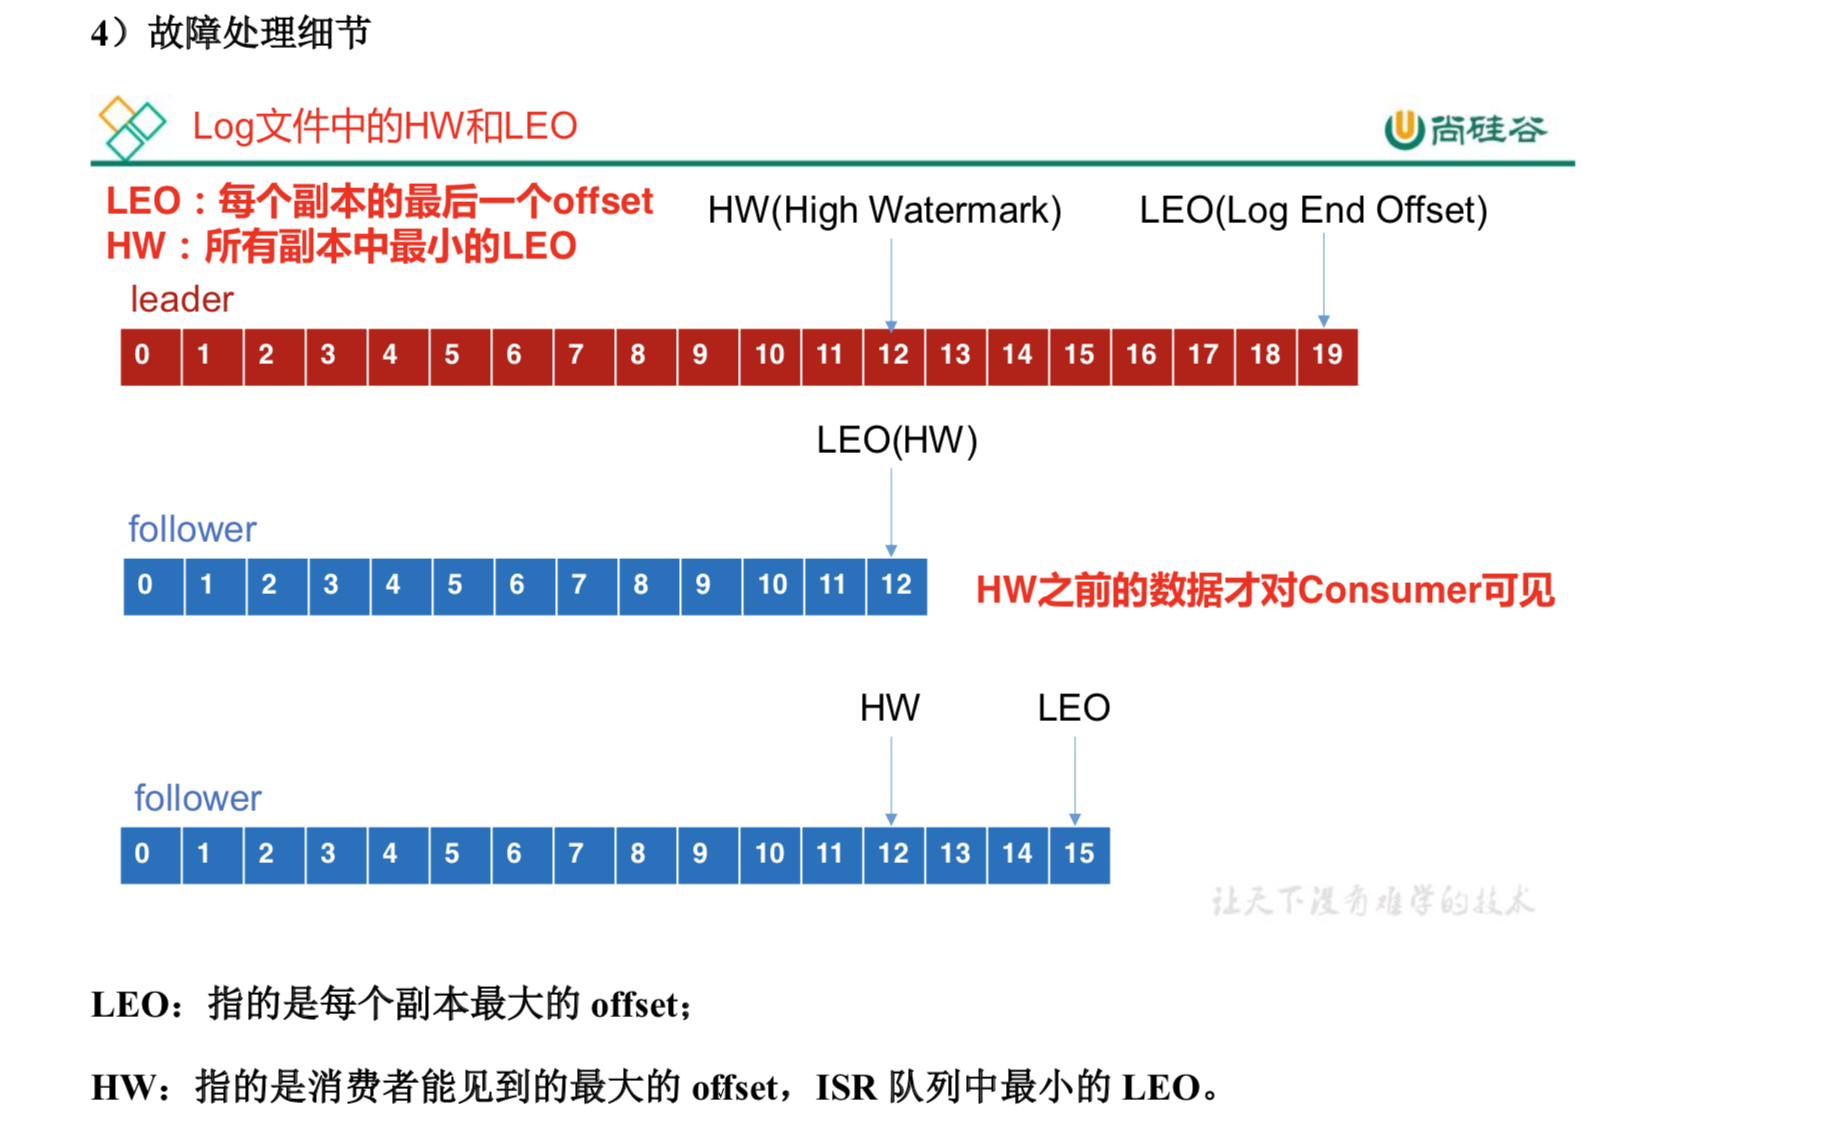 4）故障处理细节
Log文件中的HW和LEO
尚硅谷
LEO：每个副本的最后一个offset
HW：所有副本中最小的LEO
HW(High Watermark)
LEO(Log End Offset)
leader
0 1 2 3 4 5 6 7 8 9 10 11 12 13 14 15 16 17 18 19
LEO(HW)
follower
0 1 2 3 4 5 6 7 8 9 10 11 12
HW之前的数据才对Consumer可见
HW
LEO
follower
0 1 2 3 4 5 6 7 8 9 10 11 12 13 14 15
让天下没有难学的技术
LEO：指的是每个副本最大的 offset；
HW：指的是消费者能见到的最大的 offset，ISR 队列中最小的 LEO。